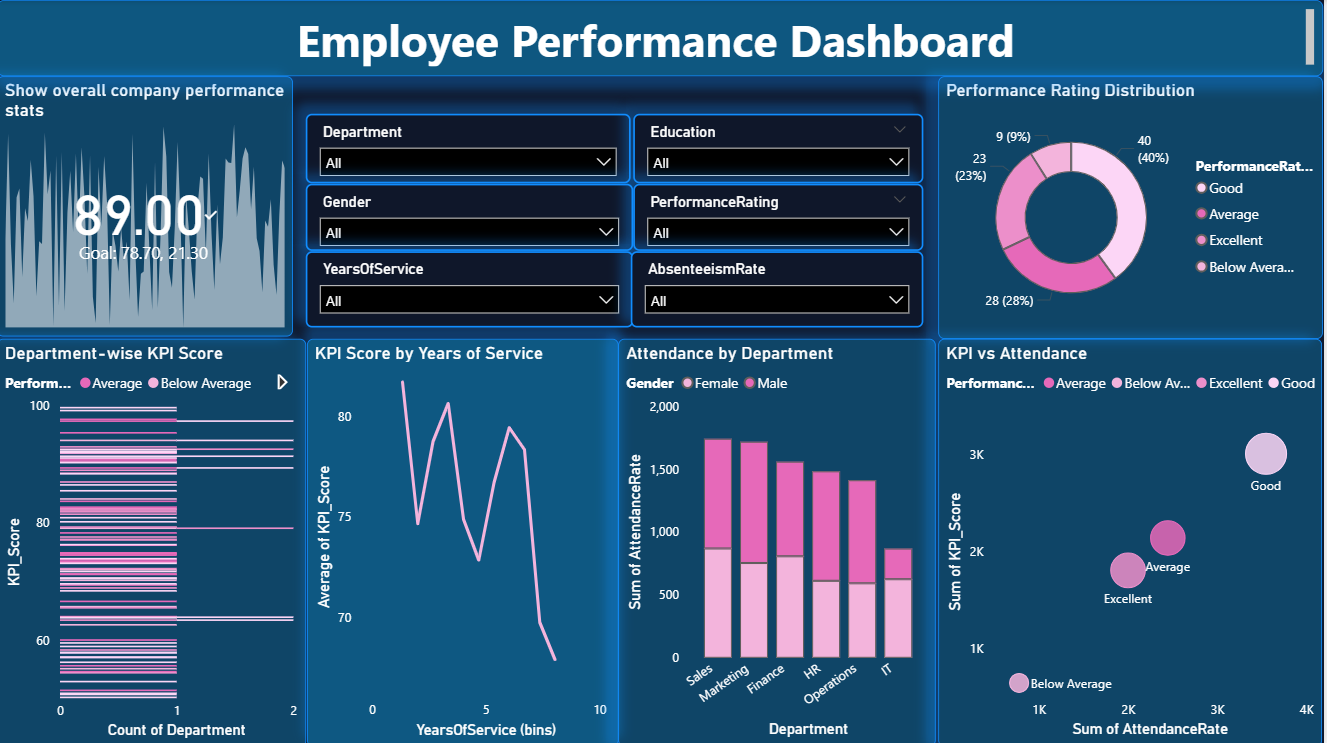 Employee Performance Dashboard
Show overall company performance
stats
89.00
Goal: 78.70, 21.30
Department
All
Education
All
Gender
All
PerformanceRating
All
YearsOfService
All
AbsenteeismRate
All
Performance Rating Distribution
9 (9%)
40
(40%)
23
(23%)
28 (28%)
PerformanceRat...
Good
Average
Excellent
Below Avera...
Department-wise KPI Score
Perform... Average Below Average
100
80
60
KPI_Score
0 1 2
Count of Department
KPI Score by Years of Service
80
75
70
Average of KPI_Score
0 5 10
YearsOfService (bins)
Attendance by Department
Gender Female Male
2,000
1,500
1,000
500
0
Sum of AttendanceRate
Sales Marketing Finance HR Operations IT
Department
KPI vs Attendance
Performanc... Average Below Av... Excellent Good
3K
2K
1K
Sum of KPI_Score
Good
Average
Excellent
Below Average
1K 2K 3K 4K
Sum of AttendanceRate